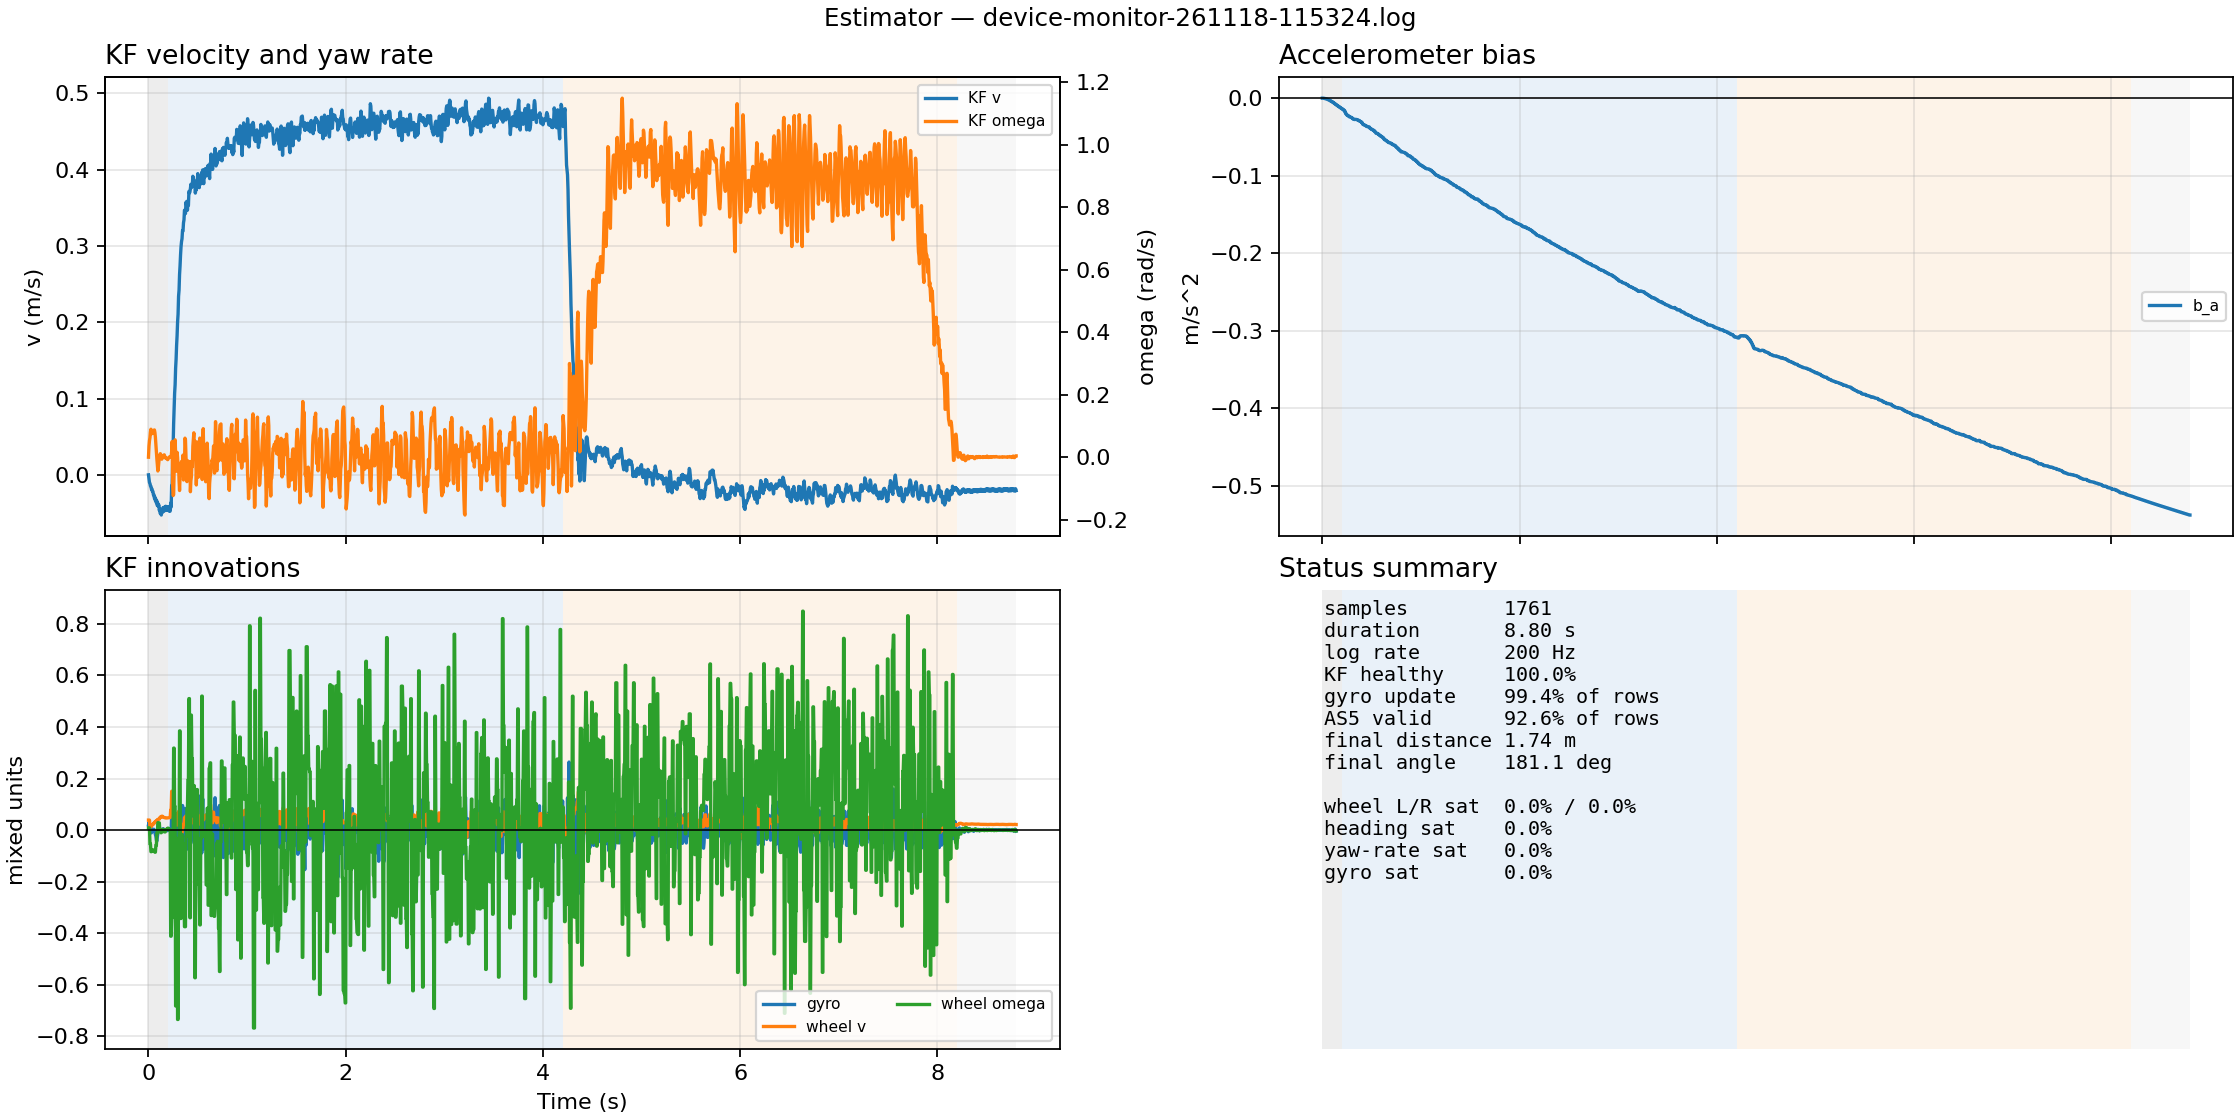 Estimator — device-monitor-261118-115324.log
KF velocity and yaw rate
v (m/s)
0.5
0.4
0.3
0.2
0.1
0.0
KF v
KF omega
1.2
1.0
0.8
0.6
0.4
0.2
0.0
−0.2
omega (rad/s)
Accelerometer bias
m/s^2
0.0
−0.1
−0.2
−0.3
−0.4
−0.5
b_a
KF innovations
mixed units
0.8
0.6
0.4
0.2
0.0
−0.2
−0.4
−0.6
−0.8
gyro
wheel v
wheel omega
0 2 4 6 8
Time (s)
Status summary
samples 1761
duration 8.80 s
log rate 200 Hz
KF healthy 100.0%
gyro update 99.4% of rows
AS5 valid 92.6% of rows
final distance 1.74 m
final angle 181.1 deg
wheel L/R sat 0.0% / 0.0%
heading sat 0.0%
yaw-rate sat 0.0%
gyro sat 0.0%